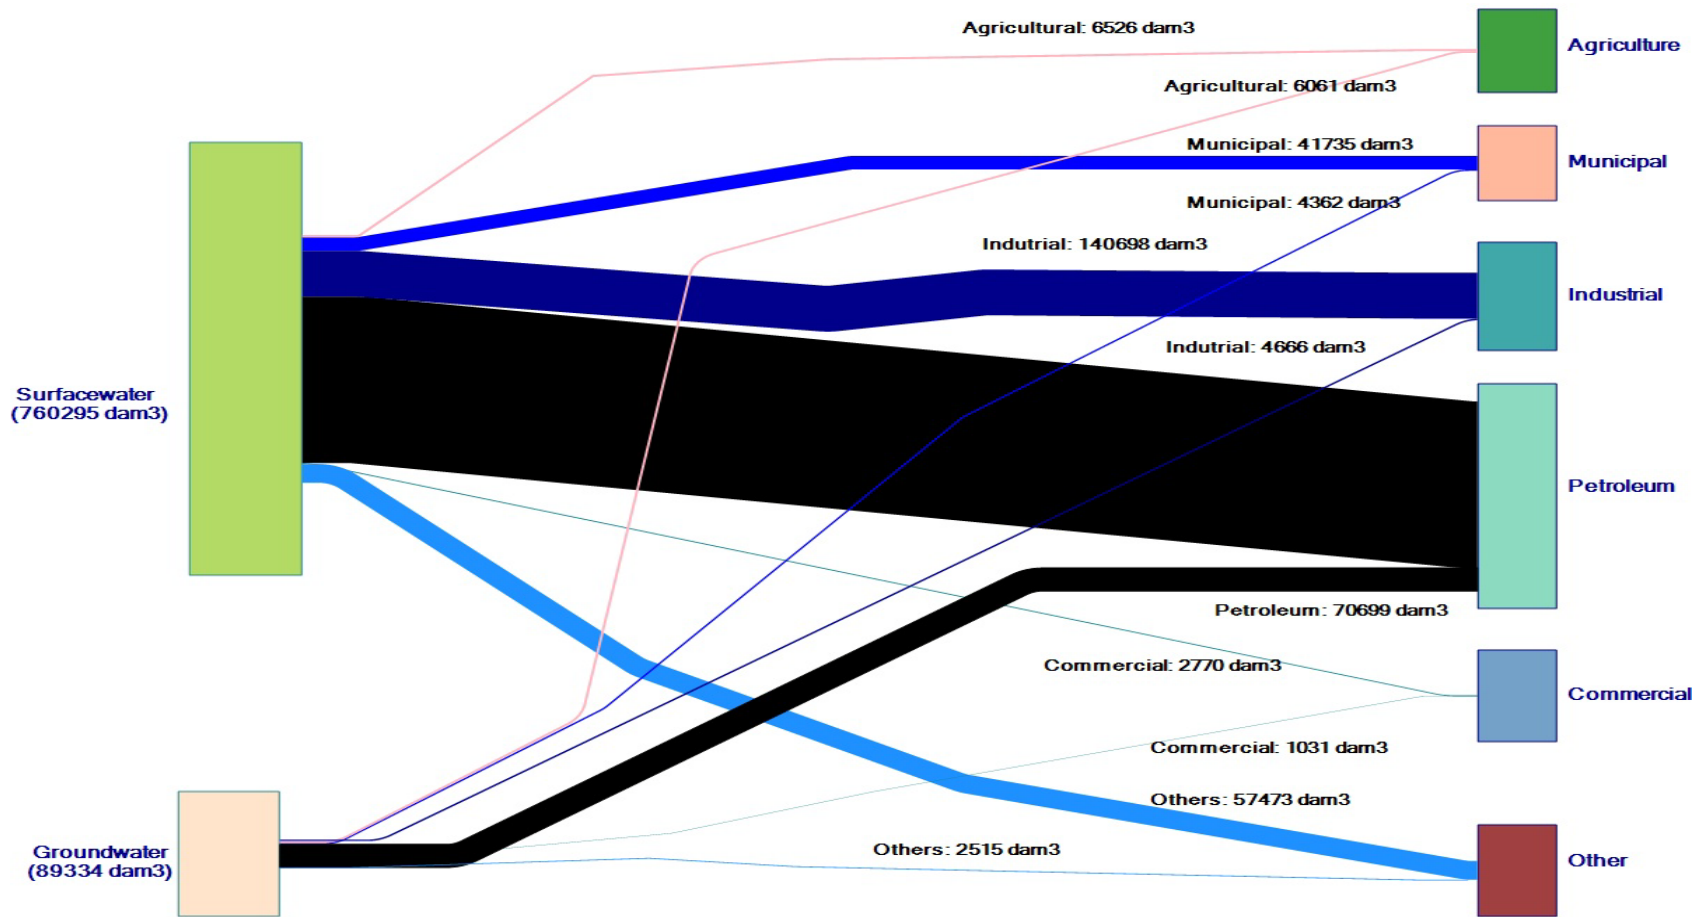 Agricultural: 6526 dam3
Agriculture
Agricultural: 6061 dam3
Municipal: 41735 dam3
Municipal
Municipal: 4362 dam3
Indutrial: 140698 dam3
Industrial
Indutrial: 4666 dam3
Surfacewater
(760295 dam3)
Petroleum
Petroleum: 70699 dam3
Commercial: 2770 dam3
Commercial
Commercial: 1031 dam3
Others: 57473 dam3
Others: 2515 dam3
Groundwater
(89334 dam3)
Other